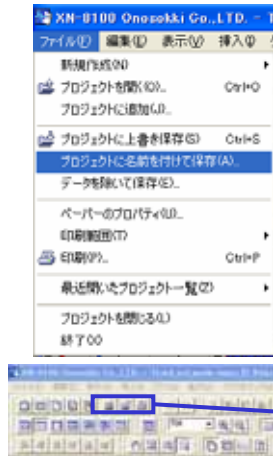 XN-8100 Onosokki Co.,LTD. -
ファイル(F) 編集(E) 表示(V) 挿入(I)
新規作成(N)
プロジェクトを開く(O)... Ctrl+O
プロジェクトに追加(J)...
プロジェクトに上書き保存(S) Ctrl+S
プロジェクトに名前を付けて保存(A)...
データを除いて保存(E)...
ペーパーのプロパティ(U)...
印刷範囲(T)
印刷(P)... Ctrl+P
最近開いたプロジェクト一覧(Z)
プロジェクトを閉じる(L)
終了(X)